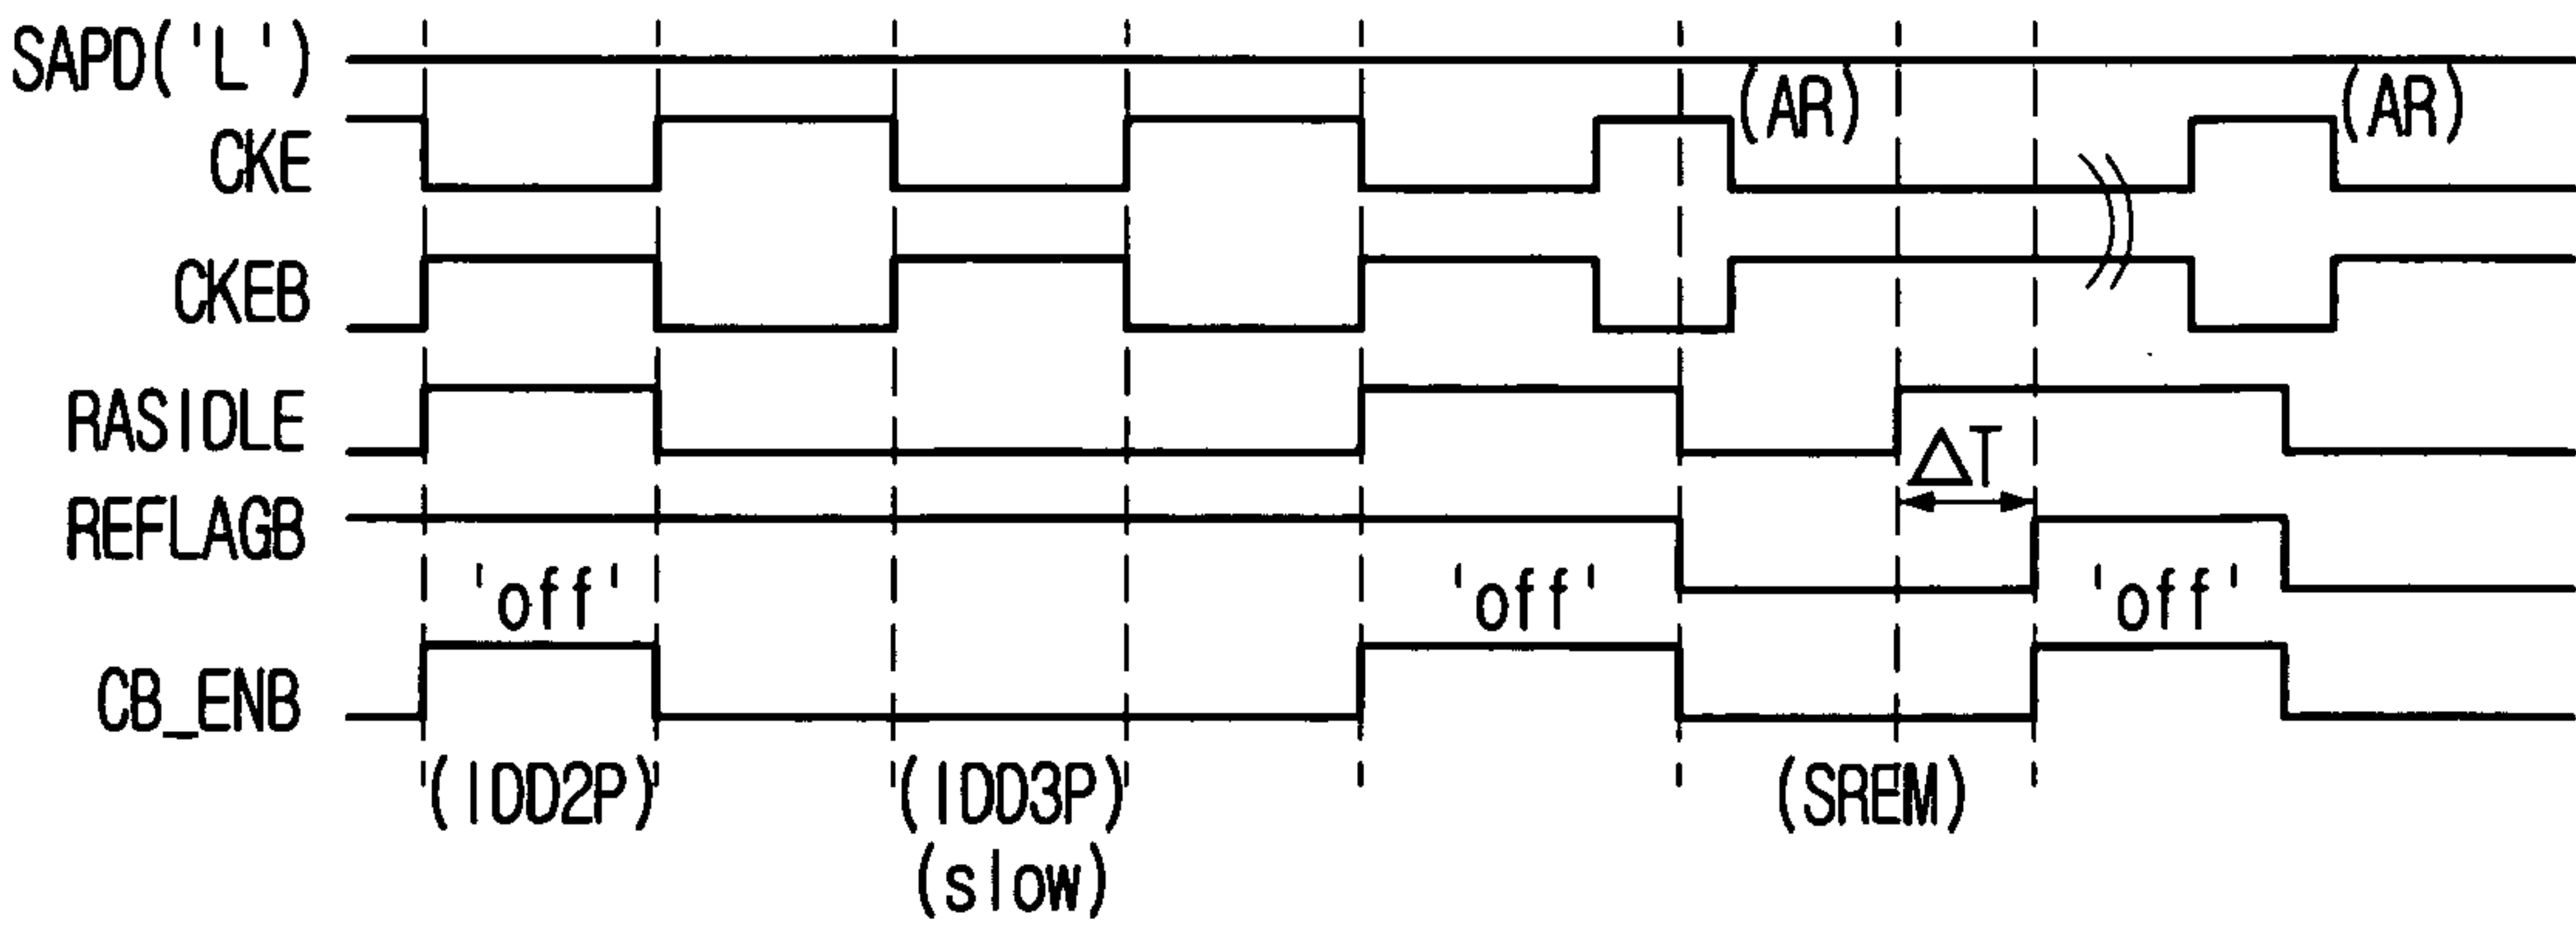 SAPD('L')
(AR) (AR)
CKE
CKEB
RASIDLE
ΔT
REFLAGB
'off' 'off' 'off'
CB_ENB
(IDD2P) (IDD3P) (SREM)
(slow)